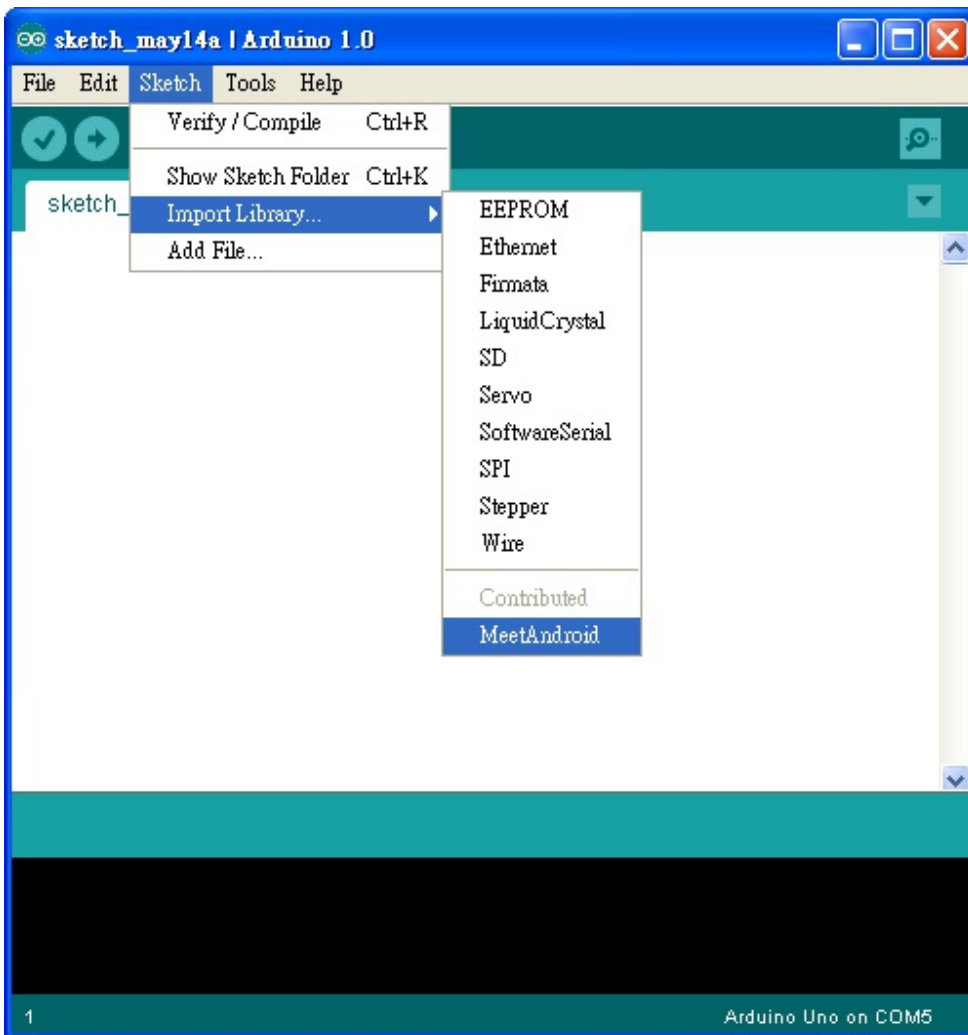 sketch_may14a | Arduino 1.0
File Edit Sketch Tools Help
Verify / Compile Ctrl+R
Show Sketch Folder Ctrl+K
sketch_
Import Library...
Add File...
EEPROM
Ethernet
Firmata
LiquidCrystal
SD
Servo
SoftwareSerial
SPI
Stepper
Wire
Contributed
MeetAndroid
1 Arduino Uno on COM5